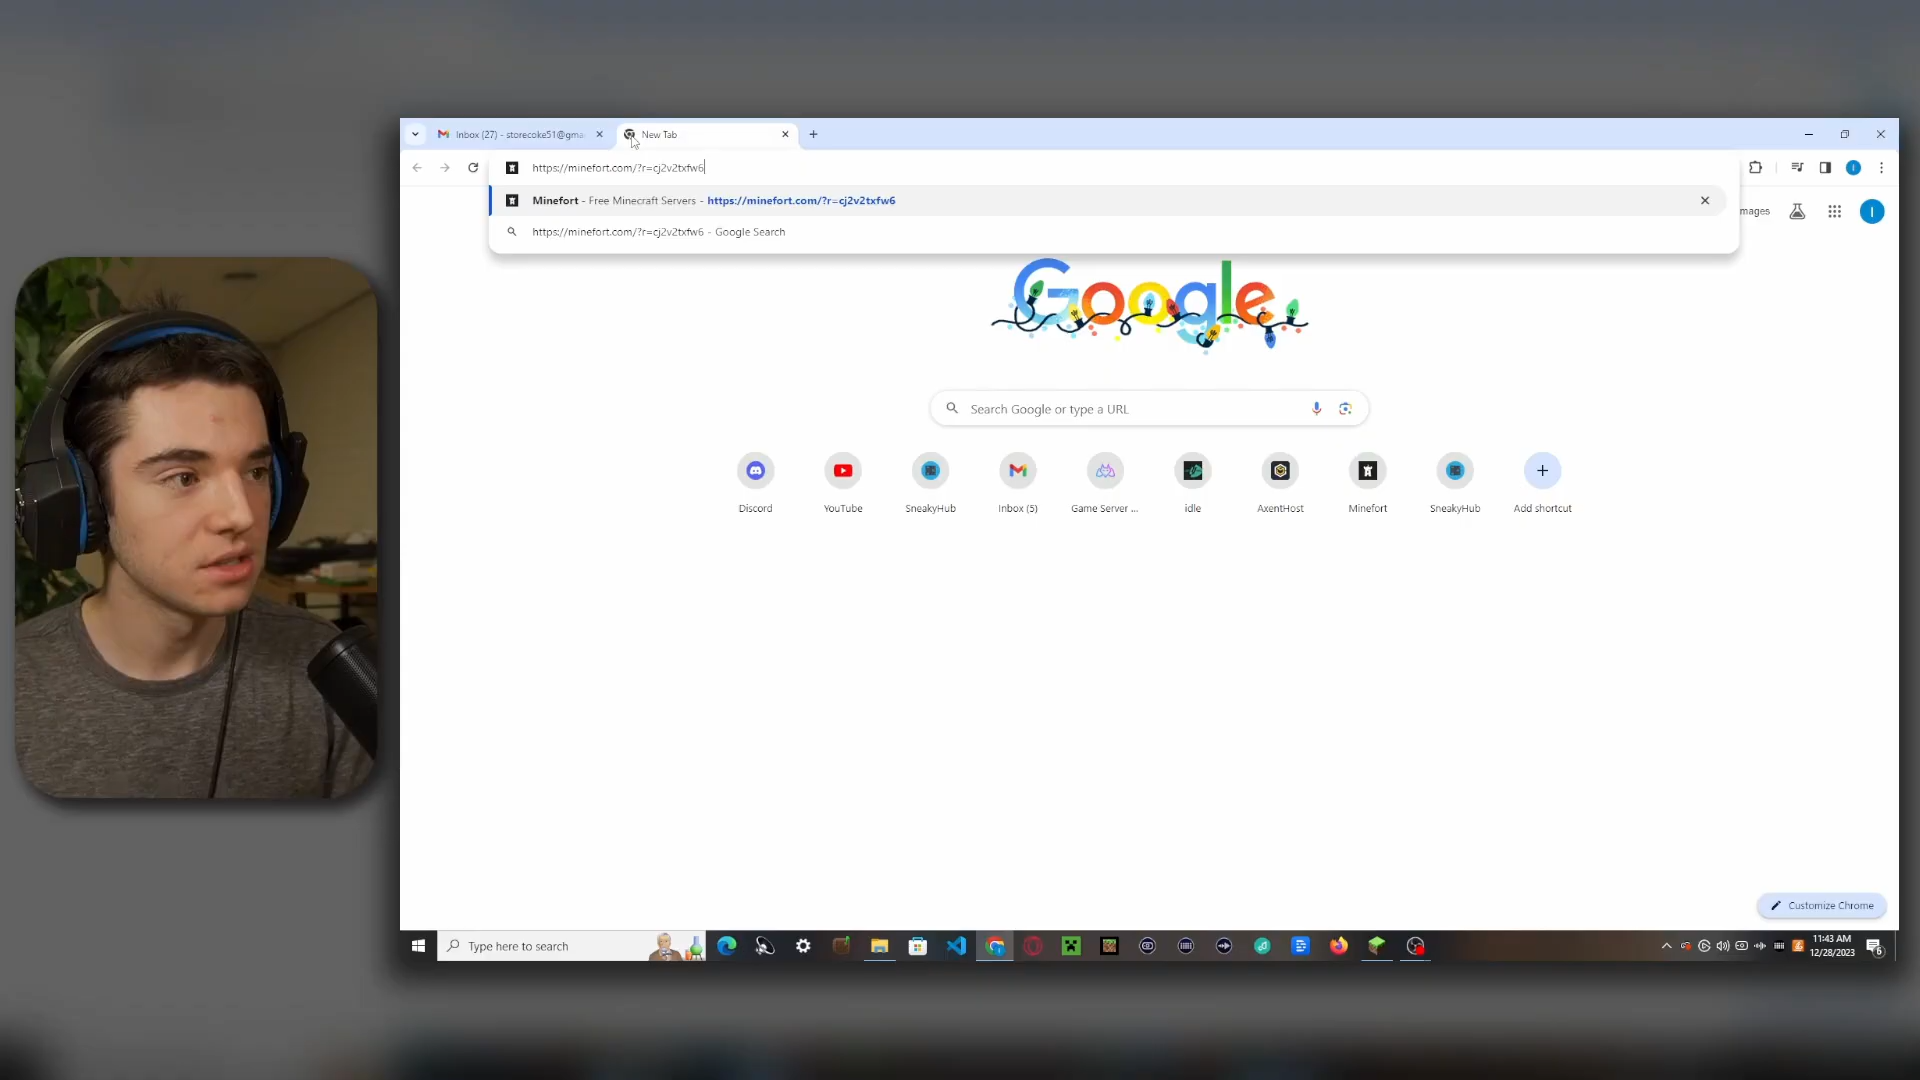 Inbox (27) - storecoke51@gma
New Tab
https://minefort.com/?r=cj2v2txfw6
Minefort - Free Minecraft Servers - https://minefort.com/?r=cj2v2txfw6
https://minefort.com/?r=cj2v2txfw6 - Google Search
mages
I
I
Google
Search Google or type a URL
Discord
YouTube
SneakyHub
Inbox (5)
Game Server ...
idle
AxentHost
Minefort
SneakyHub
Add shortcut
Customize Chrome
Type here to search
11:43 AM
12/28/2023
6